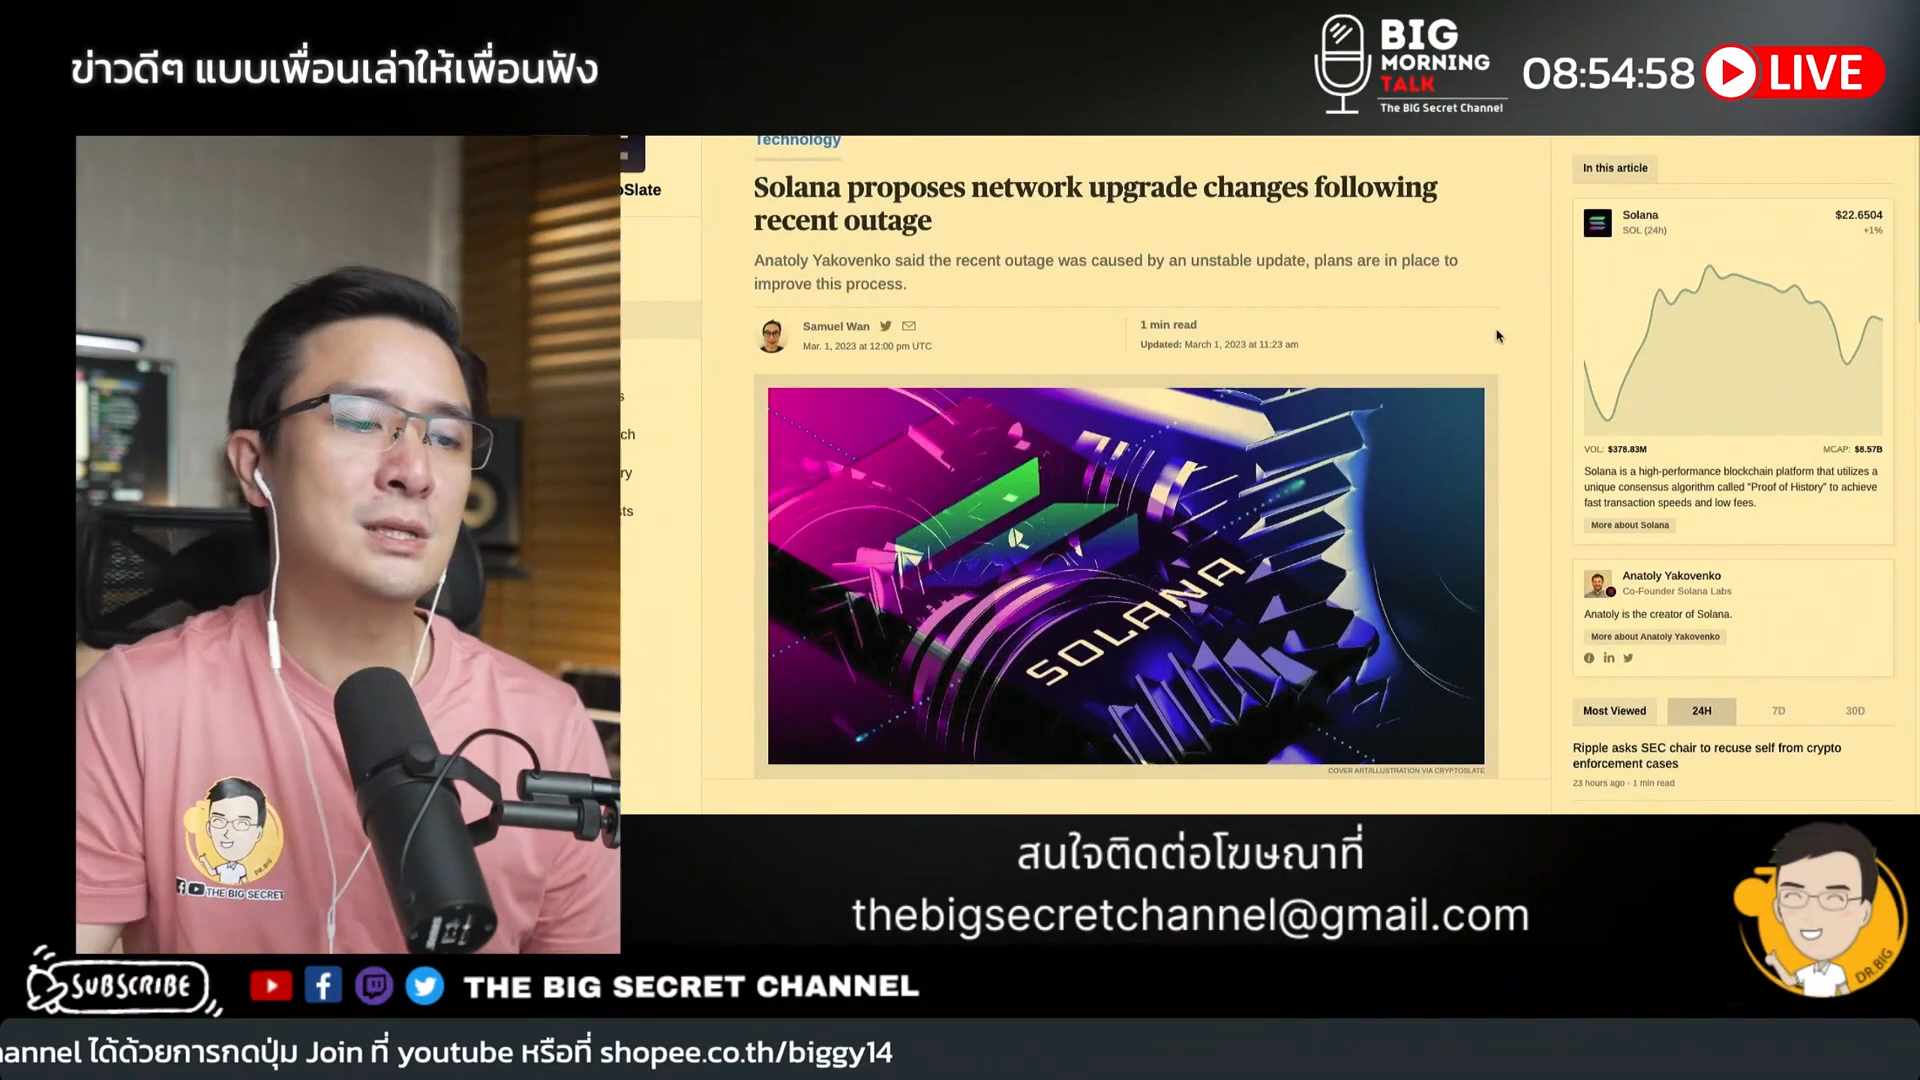 ข่าวดีๆ แบบเพื่อนเล่าให้เพื่อนฟัง
BIG
MORNING
TALK
The BIG Secret Channel
08:54:58
LIVE
Technology
Solana proposes network upgrade changes following
recent outage
Anatoly Yakovenko said the recent outage was caused by an unstable update, plans are in place to
improve this process.
Samuel Wan
Mar. 1, 2023 at 12:00 pm UTC
1 min read
Updated: March 1, 2023 at 11:23 am
SOLANA
COVER ART/ILLUSTRATION VIA CRYPTOSLATE
In this article
Solana
SOL (24h)
$22.6504
+1%
VOL: $378.83M
MCAP: $8.57B
Solana is a high-performance blockchain platform that utilizes a
unique consensus algorithm called “Proof of History” to achieve
fast transaction speeds and low fees.
More about Solana
Anatoly Yakovenko
Co-Founder Solana Labs
Anatoly is the creator of Solana.
More about Anatoly Yakovenko
Most Viewed
24H
7D
30D
Ripple asks SEC chair to recuse self from crypto
enforcement cases
23 hours ago · 1 min read
DR.BIG
THE BIG SECRET
สนใจติดต่อโฆษณาที่
thebigsecretchannel@gmail.com
DR.BIG
SUBSCRIBE
THE BIG SECRET CHANNEL
ได้ด้วยการกดปุ่ม Join ที่ youtube หรือที่ shopee.co.th/biggy14